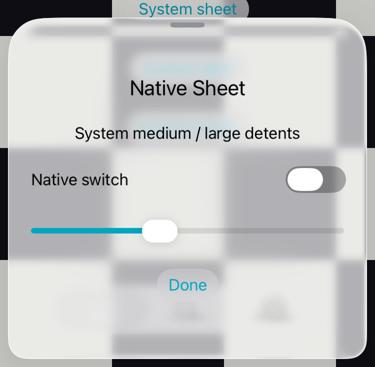 System sheet
Native Sheet
System medium / large detents
Native switch
Done